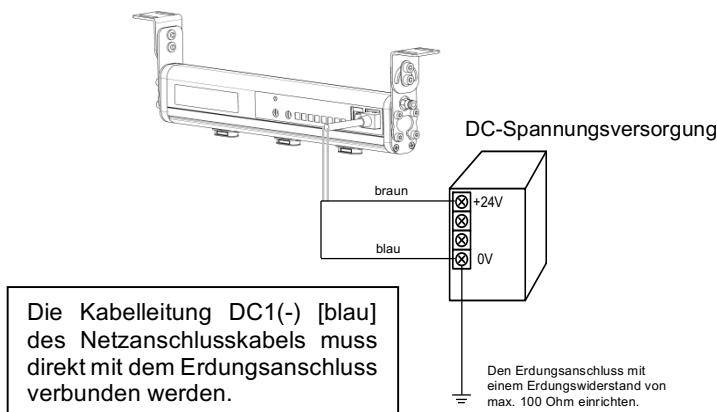 DC-Spannungsversorgung
braun
+24V
blau
0V
Die Kabelleitung DC1(-) [blau]
des Netzanschlusskabels muss
direkt mit dem Erdungsanschluss
verbunden werden.
Den Erdungsanschluss mit
einem Erdungswiderstand von
max. 100 Ohm einrichten.